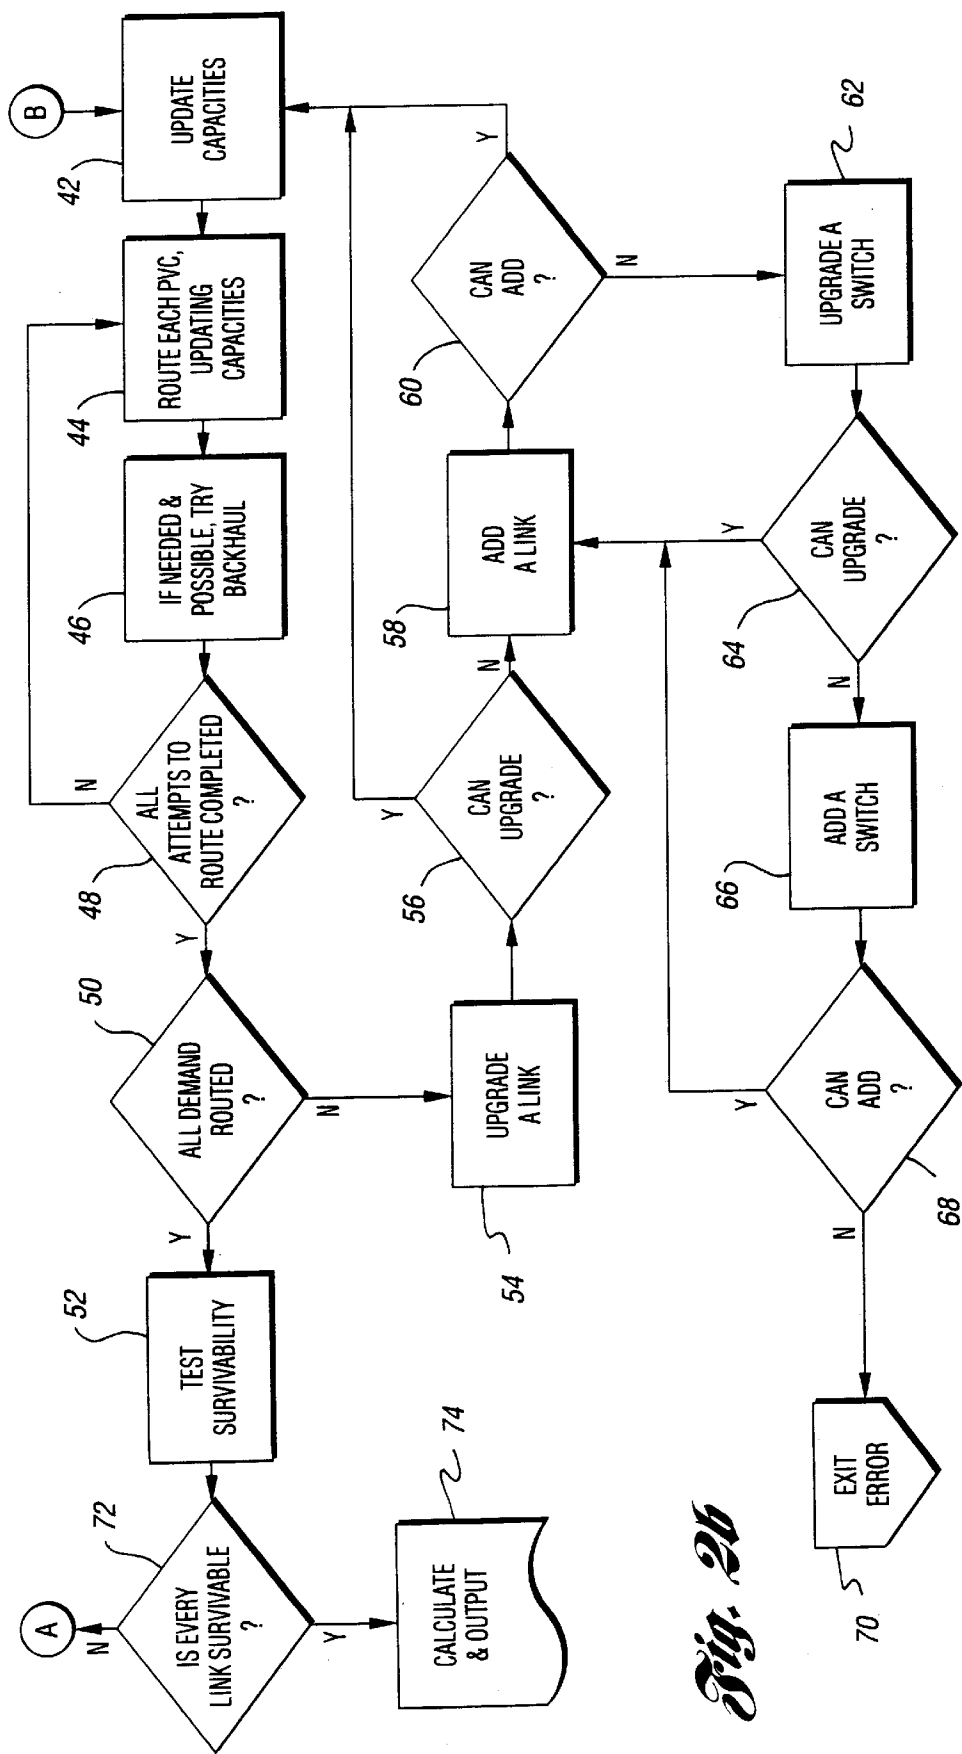 B
42
UPDATE
CAPACITIES
44
ROUTE EACH PVC,
UPDATING
CAPACITIES
46
IF NEEDED &
POSSIBLE, TRY
BACKHAUL
48
ALL
ATTEMPTS TO
ROUTE COMPLETED
?
N
Y
50
ALL DEMAND
ROUTED
?
N
Y
52
TEST
SURVIVABILITY
72
IS EVERY
LINK SURVIVABLE
?
N
A
Y
CALCULATE
& OUTPUT
74
UPGRADE
A LINK
54
56
CAN
UPGRADE
?
Y
N
58
ADD
A LINK
60
CAN
ADD
?
Y
N
62
UPGRADE A
SWITCH
64
CAN
UPGRADE
?
Y
N
66
ADD A
SWITCH
68
CAN
ADD
?
Y
N
70
EXIT
ERROR
Fig. 2b